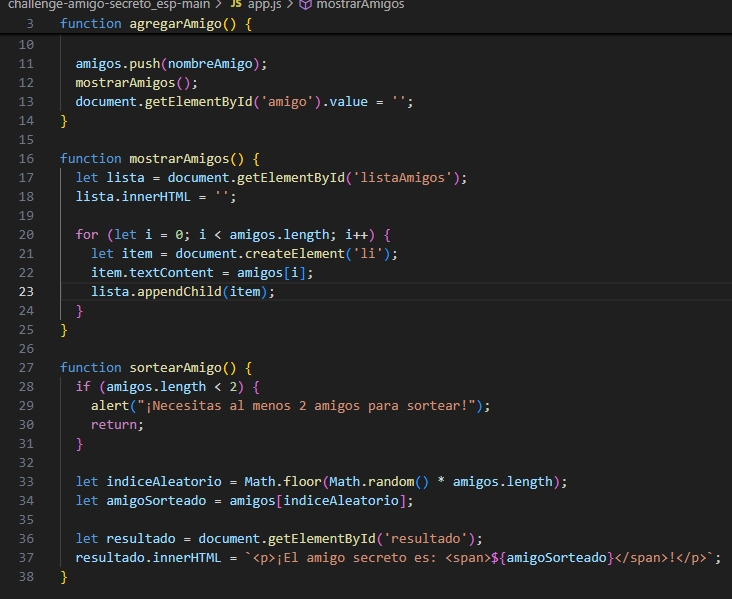 challenge-amigo-secreto_esp-main > JS app.js > mostrarAmigos
3 function agregarAmigo() {
10
11 amigos.push(nombreAmigo);
12 mostrarAmigos();
13 document.getElementById('amigo').value = '';
14 }
15
16 function mostrarAmigos() {
17 let lista = document.getElementById('listaAmigos');
18 lista.innerHTML = '';
19
20 for (let i = 0; i < amigos.length; i++) {
21 let item = document.createElement('li');
22 item.textContent = amigos[i];
23 lista.appendChild(item);
24 }
25 }
26
27 function sortearAmigo() {
28 if (amigos.length < 2) {
29 alert("¡Necesitas al menos 2 amigos para sortear!");
30 return;
31 }
32
33 let indiceAleatorio = Math.floor(Math.random() * amigos.length);
34 let amigoSorteado = amigos[indiceAleatorio];
35
36 let resultado = document.getElementById('resultado');
37 resultado.innerHTML = `<p>¡El amigo secreto es: <span>${amigoSorteado}</span>!</p>`;
38 }